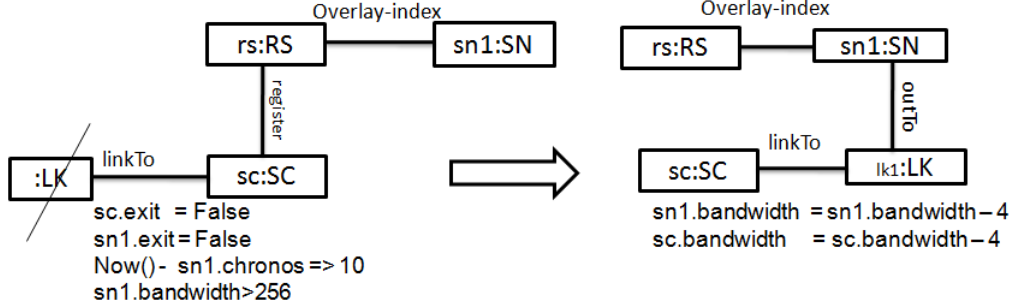 Overlay-index
rs:RS
sn1:SN
register
:LK
linkTo
sc:SC
sc.exit = False
sn1.exit=False
Now()- sn1.chronos => 10
sn1.bandwidth>256
Overlay-index
rs:RS
sn1:SN
outTo
linkTo
sc:SC
lk1:LK
sn1.bandwidth =sn1.bandwidth–4
sc.bandwidth = sc.bandwidth–4